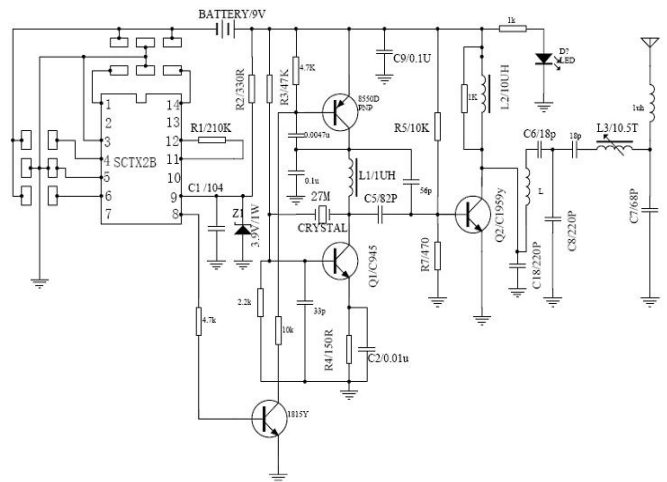 BATTERY/9V
1k
D?
LED
C9/0.1U
L2/10UH
1K
1uh
4.7K
8550D
PNP
R2/330R
R3/47K
R5/10K
1 14
2 13
3 12
4 11
5 10
6 9
7 8
SCTX2B
R1/210K
0.0047u
0.1u
L1/1UH
C6/18p
18p
L3/10.5T
C1 /104
Z1
3.9V/1W
27M
CRYSTAL
C5/82P
56p
Q2/C1959y
L
C18/220P
C8/220P
C7/68P
R7/470
Q1/C945
2.2k
33p
4.7k
10k
R4/150R
C2/0.01u
1815Y